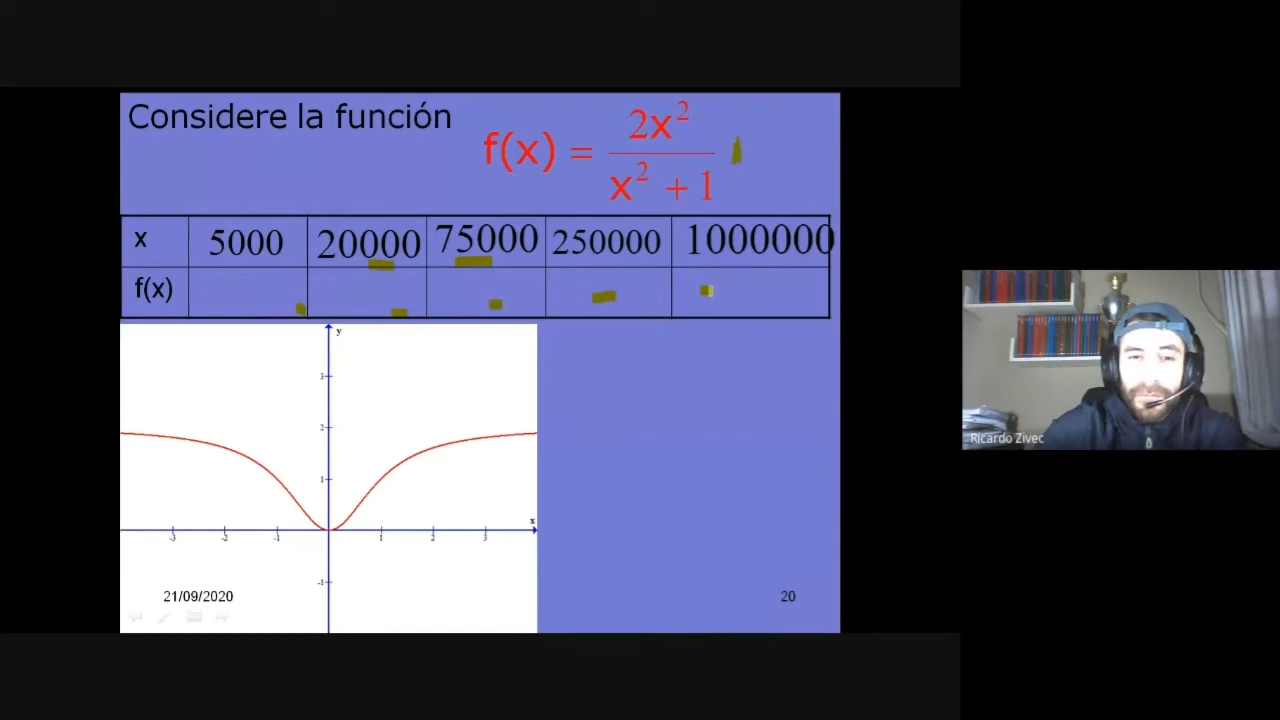 Considere la función
f(x) = 2x² / x² + 1
x 5000 20000 75000 250000 1000000
f(x)
y
3
2
1
x
-3 -2 -1 1 2 3
-1
21/09/2020
20
Ricardo Zivec